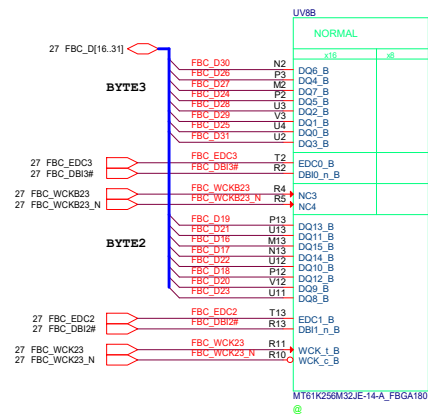 UV8B
NORMAL
x16 x8
27 FBC_D[16..31]
BYTE3
FBC_D30 N2 DQ6_B
FBC_D26 P3 DQ4_B
FBC_D27 M2 DQ7_B
FBC_D24 P2 DQ5_B
FBC_D28 U3 DQ2_B
FBC_D29 V3 DQ1_B
FBC_D25 U4 DQ0_B
FBC_D31 U2 DQ3_B
27 FBC_EDC3 FBC_EDC3 T2 EDC0_B
27 FBC_DBI3# FBC_DBI3# R2 DBI0_n_B
27 FBC_WCKB23 FBC_WCKB23 R4 NC3
27 FBC_WCKB23_N FBC_WCKB23_N R5 NC4
BYTE2
FBC_D19 P13 DQ13_B
FBC_D21 U13 DQ11_B
FBC_D16 M13 DQ15_B
FBC_D17 N13 DQ14_B
FBC_D22 U12 DQ10_B
FBC_D18 P12 DQ12_B
FBC_D20 V12 DQ9_B
FBC_D23 U11 DQ8_B
27 FBC_EDC2 FBC_EDC2 T13 EDC1_B
27 FBC_DBI2# FBC_DBI2# R13 DBI1_n_B
27 FBC_WCK23 FBC_WCK23 R11 WCK_t_B
27 FBC_WCK23_N FBC_WCK23_N R10 WCK_c_B
MT61K256M32JE-14-A_FBGA180
@